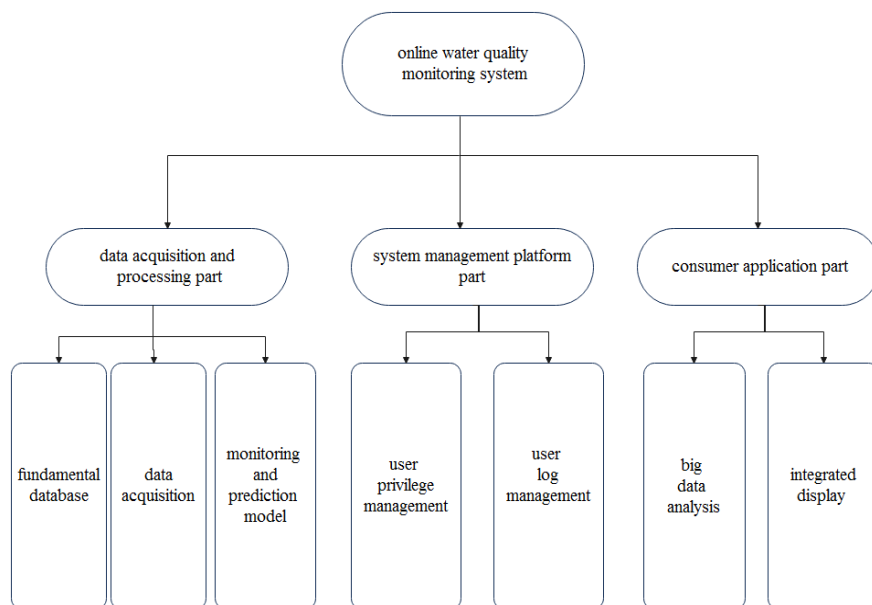 online water quality
monitoring system
data acquisition and
processing part
system management platform
part
consumer application part
fundamental
database
data
acquisition
monitoring
and
prediction
model
user
privilege
management
user
log
management
big
data
analysis
integrated
display